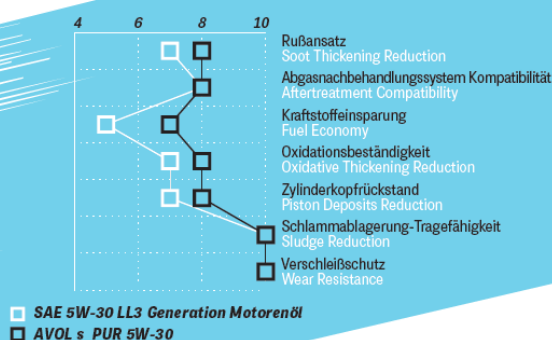 4 6 8 10
Rußansatz
Soot Thickening Reduction
Abgasnachbehandlungssystem Kompatibilität
Aftertreatment Compatibility
Kraftstoffeinsparung
Fuel Economy
Oxidationsbeständigkeit
Oxidative Thickening Reduction
Zylinderkopfrückstand
Piston Deposits Reduction
Schlammablagerung-Tragefähigkeit
Sludge Reduction
Verschleißschutz
Wear Resistance
SAE 5W-30 LL3 Generation Motorenöl
AVOL s PUR 5W-30